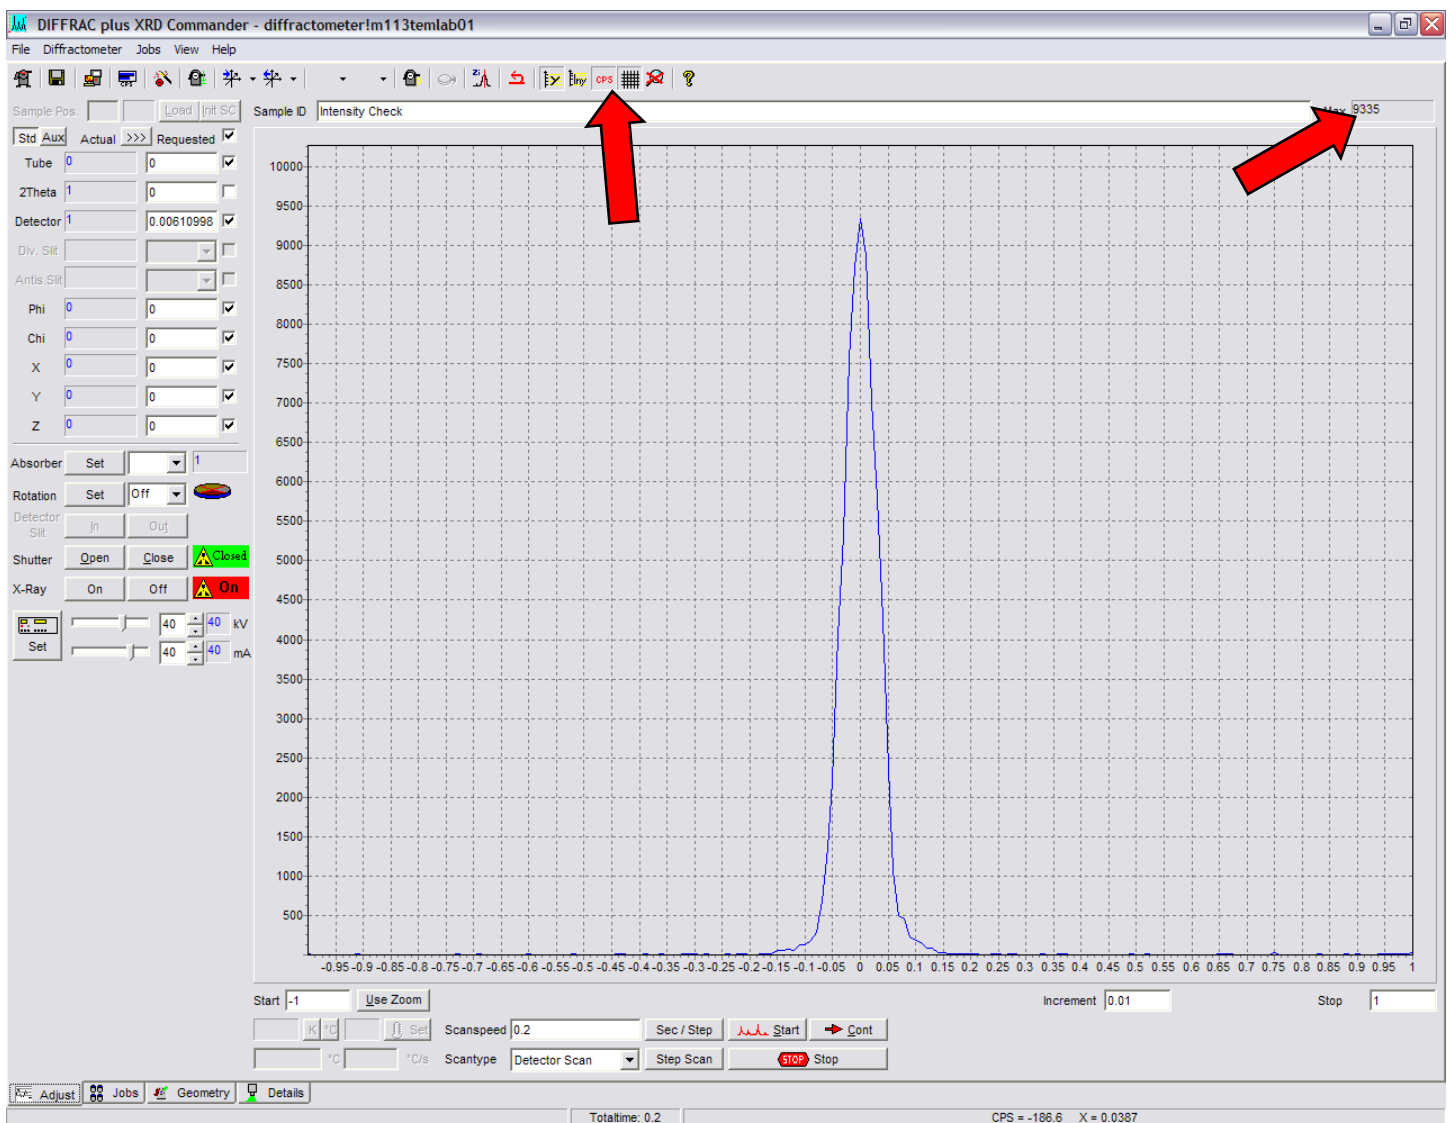 DIFFRAC plus XRD Commander - diffractometer!m113temlab01
File Diffractometer Jobs View Help
CPS Zi y lny CPS ?
Sample Pos. Load Init SC Sample ID Intensity Check Max 9335
Std Aux Actual >>> Requested
Tube 0 0
2Theta 1 0
Detector 1 0.00610998
Div. Slit
Antis.Slit
Phi 0 0
Chi 0 0
X 0 0
Y 0 0
Z 0 0
Absorber Set 1
Rotation Set Off
Detector Slit In Out
Shutter Open Close Closed
X-Ray On Off On
40 40 kV
Set 40 40 mA
10000
9500
9000
8500
8000
7500
7000
6500
6000
5500
5000
4500
4000
3500
3000
2500
2000
1500
1000
500
-0.95 -0.9 -0.85 -0.8 -0.75 -0.7 -0.65 -0.6 -0.55 -0.5 -0.45 -0.4 -0.35 -0.3 -0.25 -0.2 -0.15 -0.1 -0.05 0 0.05 0.1 0.15 0.2 0.25 0.3 0.35 0.4 0.45 0.5 0.55 0.6 0.65 0.7 0.75 0.8 0.85 0.9 0.95 1
Start -1 Use Zoom Increment 0.01 Stop 1
K °C Set Scanspeed 0.2 Sec / Step Start Cont
°C °C/s Scantype Detector Scan Step Scan STOP Stop
Adjust Jobs Geometry Details
Totaltime: 0.2 CPS = -186.6 X = 0.0387